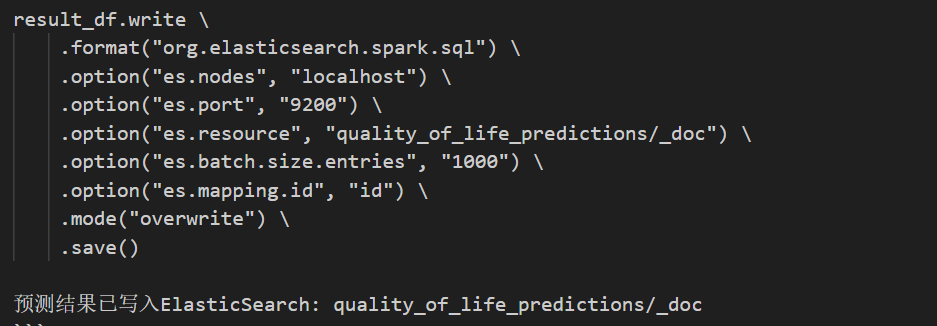 result_df.write \
.format("org.elasticsearch.spark.sql") \
.option("es.nodes", "localhost") \
.option("es.port", "9200") \
.option("es.resource", "quality_of_life_predictions/_doc") \
.option("es.batch.size.entries", "1000") \
.option("es.mapping.id", "id") \
.mode("overwrite") \
.save()
预测结果已写入ElasticSearch: quality_of_life_predictions/_doc